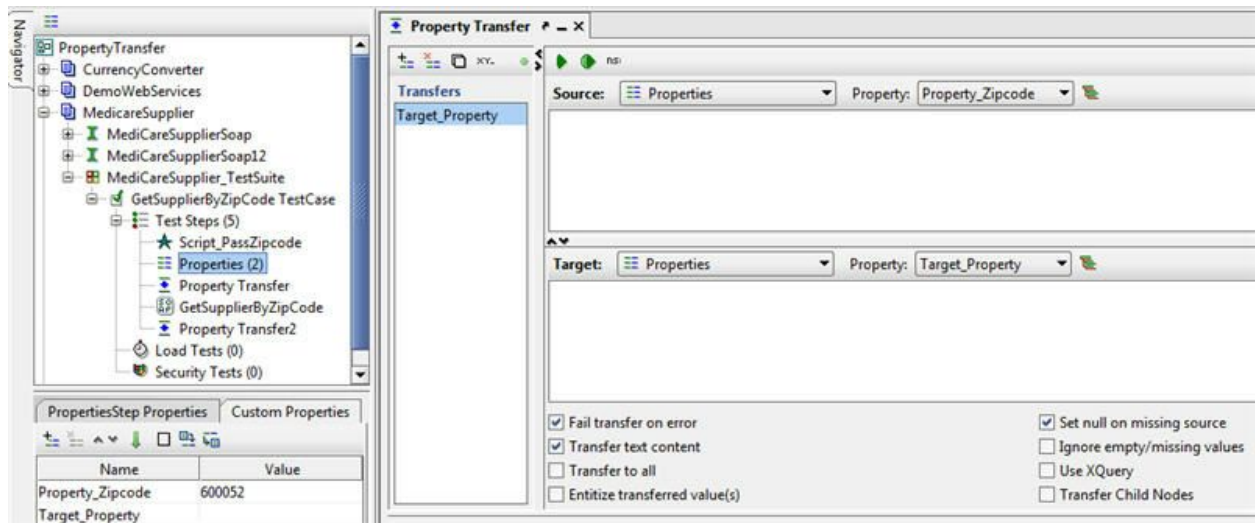 Navigator
PropertyTransfer
CurrencyConverter
DemoWebServices
MedicareSupplier
MediCareSupplierSoap
MediCareSupplierSoap12
MediCareSupplier_TestSuite
GetSupplierByZipCode TestCase
Test Steps (5)
Script_PassZipcode
Properties (2)
Property Transfer
GetSupplierByZipCode
Property Transfer2
Load Tests (0)
Security Tests (0)
PropertiesStep Properties Custom Properties
Name Value
Property_Zipcode 600052
Target_Property
Property Transfer
XY.
ns:
Transfers
Target_Property
Source: Properties Property: Property_Zipcode
Target: Properties Property: Target_Property
Fail transfer on error Set null on missing source
Transfer text content Ignore empty/missing values
Transfer to all Use XQuery
Entitize transferred value(s) Transfer Child Nodes